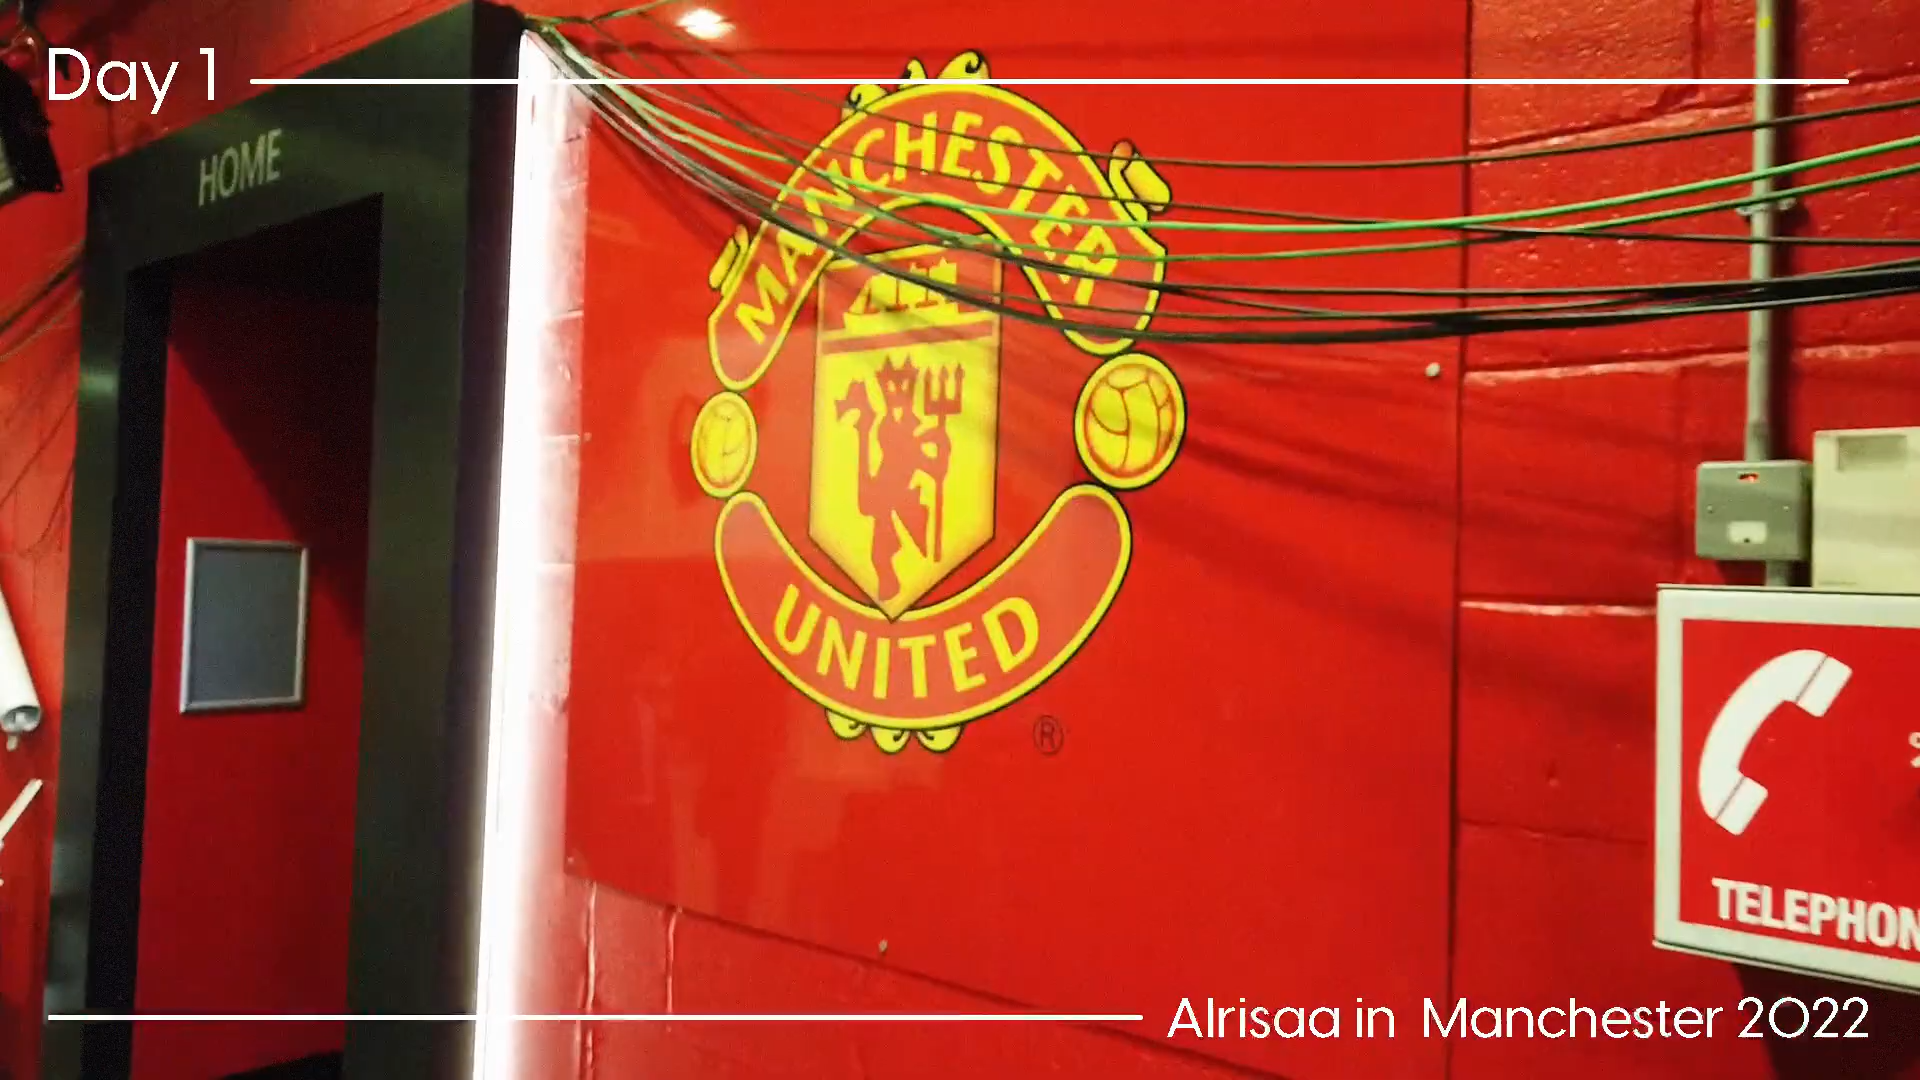 Day 1
HOME
MANCHESTER
UNITED
®
TELEPHON
Alrisaa in Manchester 2022